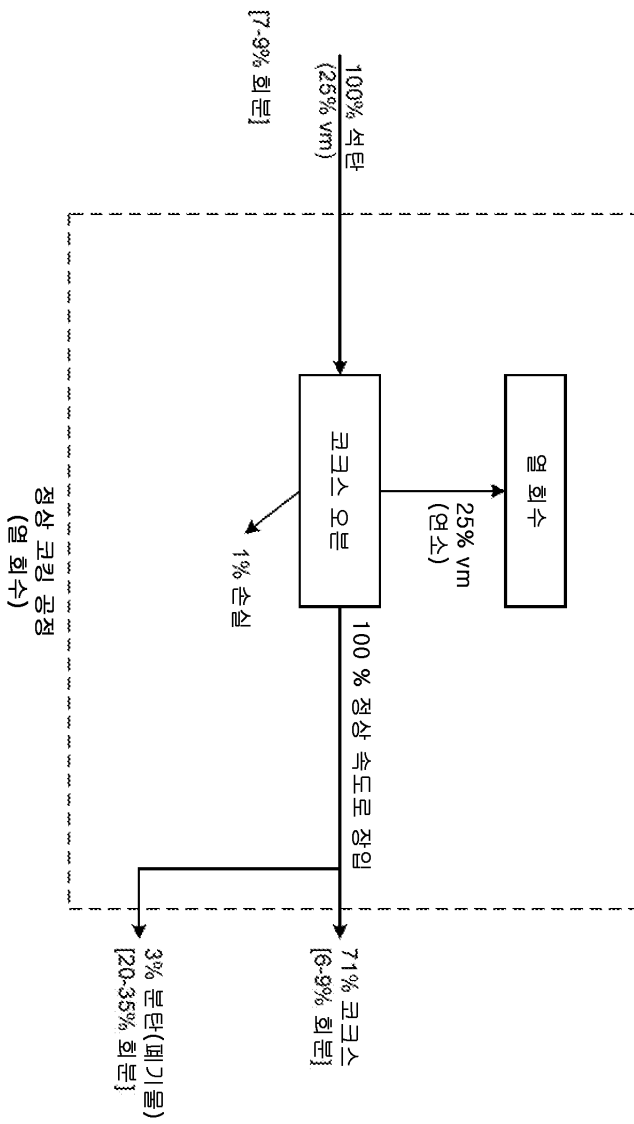 100% 석탄
(25% vm)
[7-9% 회분]
열 회수
25% vm
(연소)
코크스 오븐
1% 손실
100 % 정상 속도로 장입
71% 코크스
[6-9% 회분]
3% 분탄(폐기물)
[20-35% 회분]
정상 코킹 공정
(열 회수)